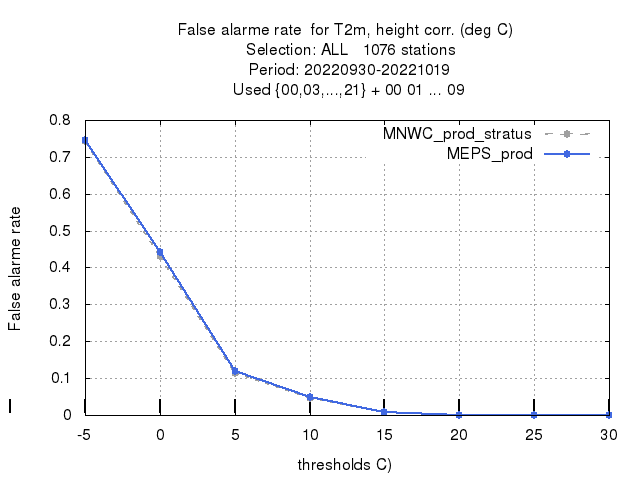 False alarme rate  for T2m, height corr. (deg C)
Selection: ALL   1076 stations
Period: 20220930-20221019
Used {00,03,...,21} + 00 01 ... 09
MNWC_prod_stratus
MEPS_prod
False alarme rate
0.8
0.7
0.6
0.5
0.4
0.3
0.2
0.1
0
-5 0 5 10 15 20 25 30
thresholds C)